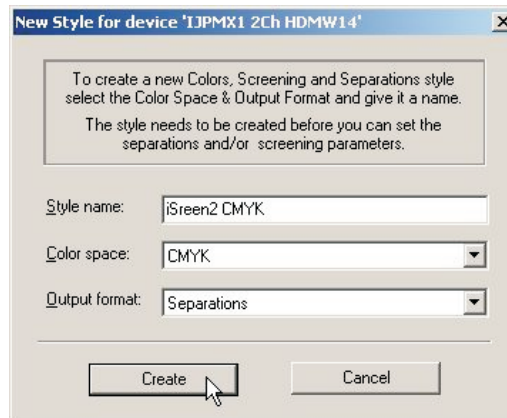 New Style for device 'IJPMX1 2Ch HDMW14'
To create a new Colors, Screening and Separations style
select the Color Space & Output Format and give it a name.
The style needs to be created before you can set the
separations and/or screening parameters.
Style name: iSreen2 CMYK
Color space: CMYK
Output format: Separations
Create Cancel